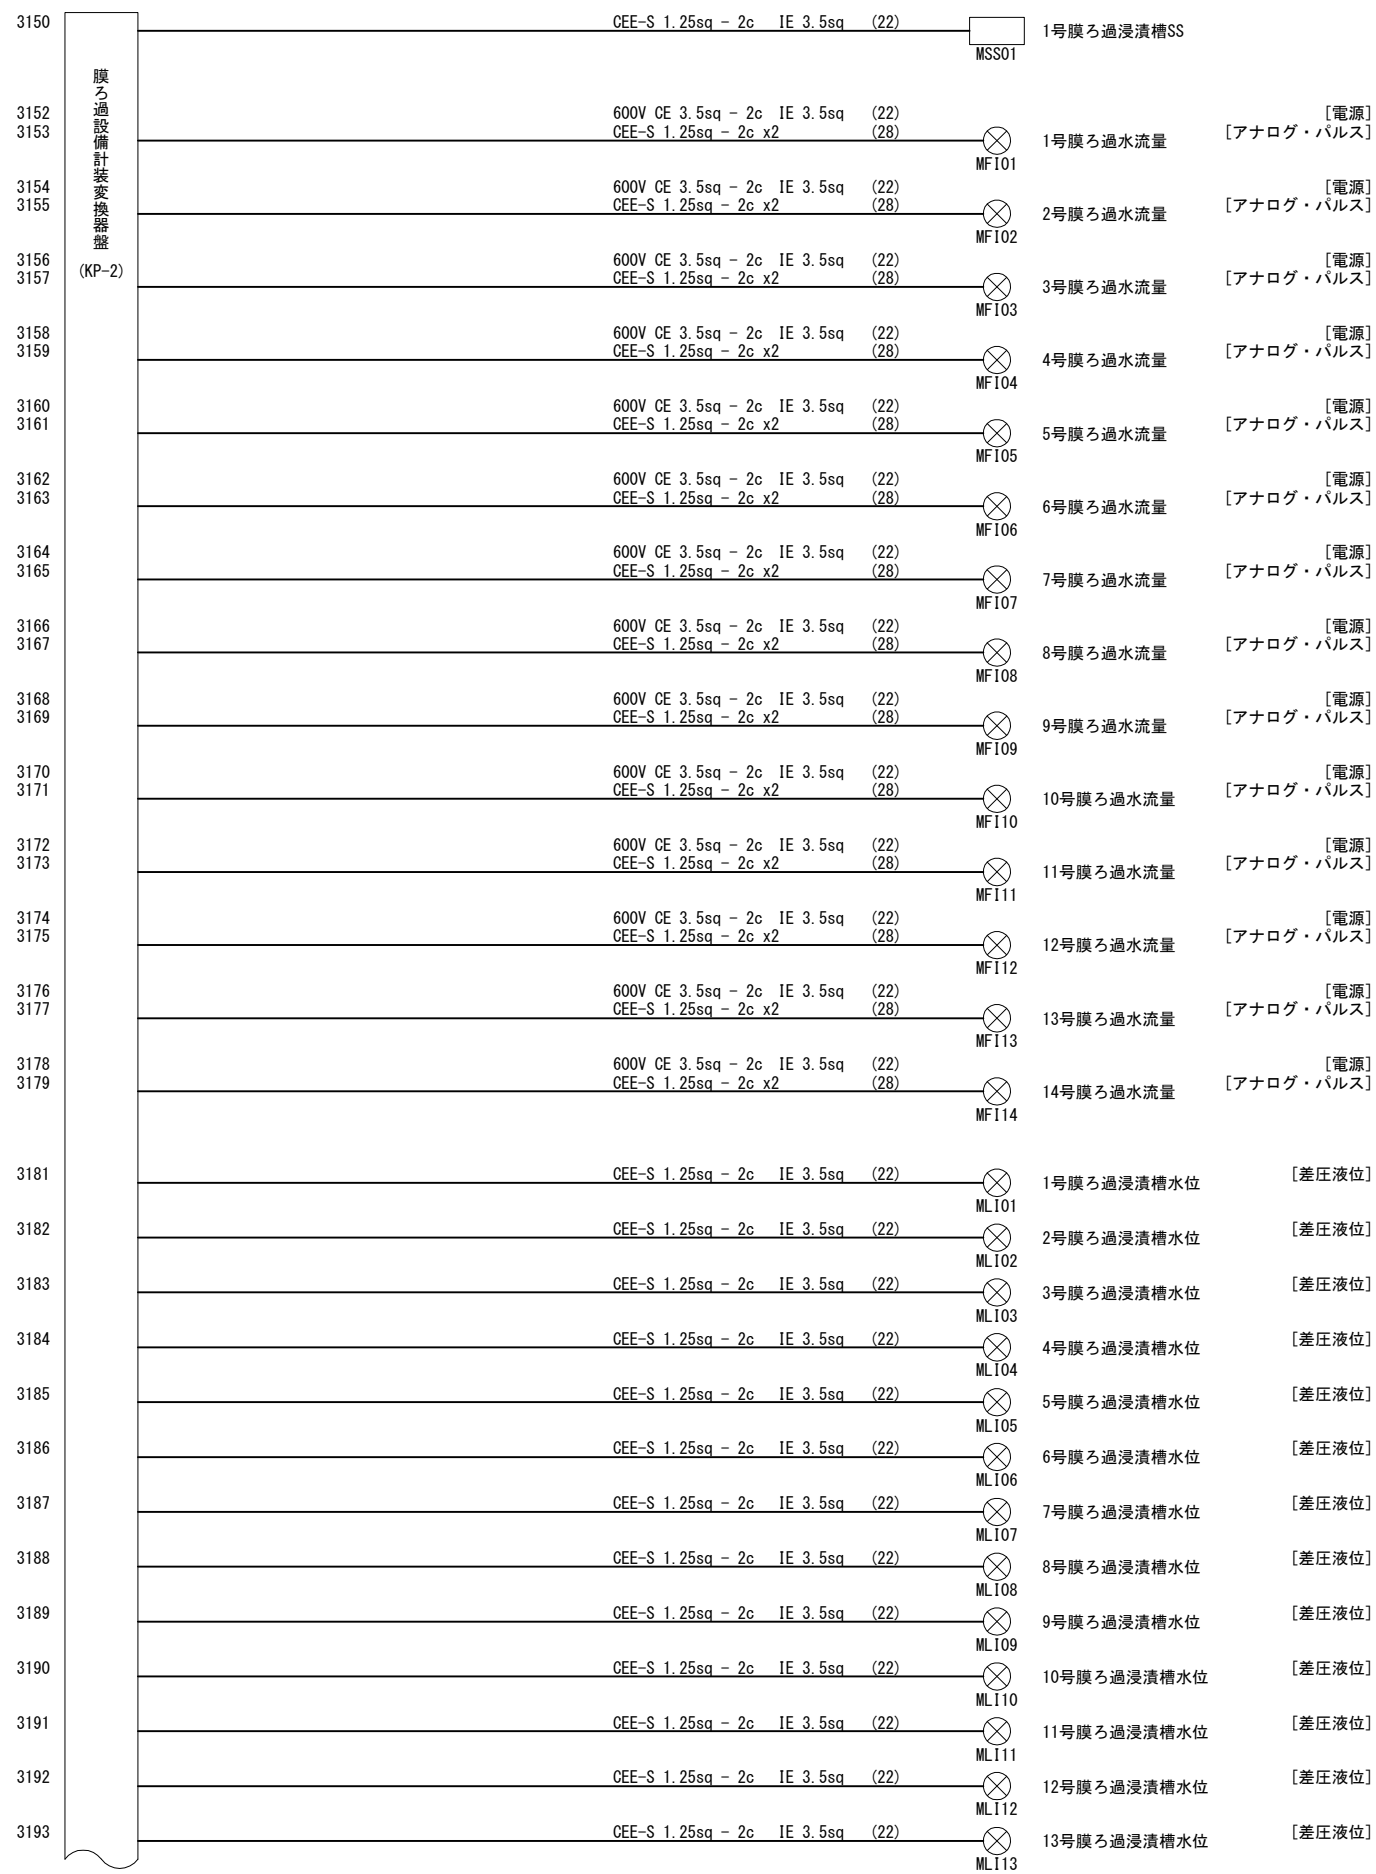 3150 CEE-S 1.25sq - 2c IE 3.5sq (22)
MSS01 1号膜ろ過浸漬槽SS
膜ろ過設備計装変換器盤
(KP-2)
3152 600V CE 3.5sq - 2c IE 3.5sq (22) [電源]
3153 CEE-S 1.25sq - 2c x2 (28) [アナログ・パルス]
MFI01 1号膜ろ過水流量
3154 600V CE 3.5sq - 2c IE 3.5sq (22) [電源]
3155 CEE-S 1.25sq - 2c x2 (28) [アナログ・パルス]
MFI02 2号膜ろ過水流量
3156 600V CE 3.5sq - 2c IE 3.5sq (22) [電源]
3157 CEE-S 1.25sq - 2c x2 (28) [アナログ・パルス]
MFI03 3号膜ろ過水流量
3158 600V CE 3.5sq - 2c IE 3.5sq (22) [電源]
3159 CEE-S 1.25sq - 2c x2 (28) [アナログ・パルス]
MFI04 4号膜ろ過水流量
3160 600V CE 3.5sq - 2c IE 3.5sq (22) [電源]
3161 CEE-S 1.25sq - 2c x2 (28) [アナログ・パルス]
MFI05 5号膜ろ過水流量
3162 600V CE 3.5sq - 2c IE 3.5sq (22) [電源]
3163 CEE-S 1.25sq - 2c x2 (28) [アナログ・パルス]
MFI06 6号膜ろ過水流量
3164 600V CE 3.5sq - 2c IE 3.5sq (22) [電源]
3165 CEE-S 1.25sq - 2c x2 (28) [アナログ・パルス]
MFI07 7号膜ろ過水流量
3166 600V CE 3.5sq - 2c IE 3.5sq (22) [電源]
3167 CEE-S 1.25sq - 2c x2 (28) [アナログ・パルス]
MFI08 8号膜ろ過水流量
3168 600V CE 3.5sq - 2c IE 3.5sq (22) [電源]
3169 CEE-S 1.25sq - 2c x2 (28) [アナログ・パルス]
MFI09 9号膜ろ過水流量
3170 600V CE 3.5sq - 2c IE 3.5sq (22) [電源]
3171 CEE-S 1.25sq - 2c x2 (28) [アナログ・パルス]
MFI10 10号膜ろ過水流量
3172 600V CE 3.5sq - 2c IE 3.5sq (22) [電源]
3173 CEE-S 1.25sq - 2c x2 (28) [アナログ・パルス]
MFI11 11号膜ろ過水流量
3174 600V CE 3.5sq - 2c IE 3.5sq (22) [電源]
3175 CEE-S 1.25sq - 2c x2 (28) [アナログ・パルス]
MFI12 12号膜ろ過水流量
3176 600V CE 3.5sq - 2c IE 3.5sq (22) [電源]
3177 CEE-S 1.25sq - 2c x2 (28) [アナログ・パルス]
MFI13 13号膜ろ過水流量
3178 600V CE 3.5sq - 2c IE 3.5sq (22) [電源]
3179 CEE-S 1.25sq - 2c x2 (28) [アナログ・パルス]
MFI14 14号膜ろ過水流量
3181 CEE-S 1.25sq - 2c IE 3.5sq (22) [差圧液位]
MLI01 1号膜ろ過浸漬槽水位
3182 CEE-S 1.25sq - 2c IE 3.5sq (22) [差圧液位]
MLI02 2号膜ろ過浸漬槽水位
3183 CEE-S 1.25sq - 2c IE 3.5sq (22) [差圧液位]
MLI03 3号膜ろ過浸漬槽水位
3184 CEE-S 1.25sq - 2c IE 3.5sq (22) [差圧液位]
MLI04 4号膜ろ過浸漬槽水位
3185 CEE-S 1.25sq - 2c IE 3.5sq (22) [差圧液位]
MLI05 5号膜ろ過浸漬槽水位
3186 CEE-S 1.25sq - 2c IE 3.5sq (22) [差圧液位]
MLI06 6号膜ろ過浸漬槽水位
3187 CEE-S 1.25sq - 2c IE 3.5sq (22) [差圧液位]
MLI07 7号膜ろ過浸漬槽水位
3188 CEE-S 1.25sq - 2c IE 3.5sq (22) [差圧液位]
MLI08 8号膜ろ過浸漬槽水位
3189 CEE-S 1.25sq - 2c IE 3.5sq (22) [差圧液位]
MLI09 9号膜ろ過浸漬槽水位
3190 CEE-S 1.25sq - 2c IE 3.5sq (22) [差圧液位]
MLI10 10号膜ろ過浸漬槽水位
3191 CEE-S 1.25sq - 2c IE 3.5sq (22) [差圧液位]
MLI11 11号膜ろ過浸漬槽水位
3192 CEE-S 1.25sq - 2c IE 3.5sq (22) [差圧液位]
MLI12 12号膜ろ過浸漬槽水位
3193 CEE-S 1.25sq - 2c IE 3.5sq (22) [差圧液位]
MLI13 13号膜ろ過浸漬槽水位